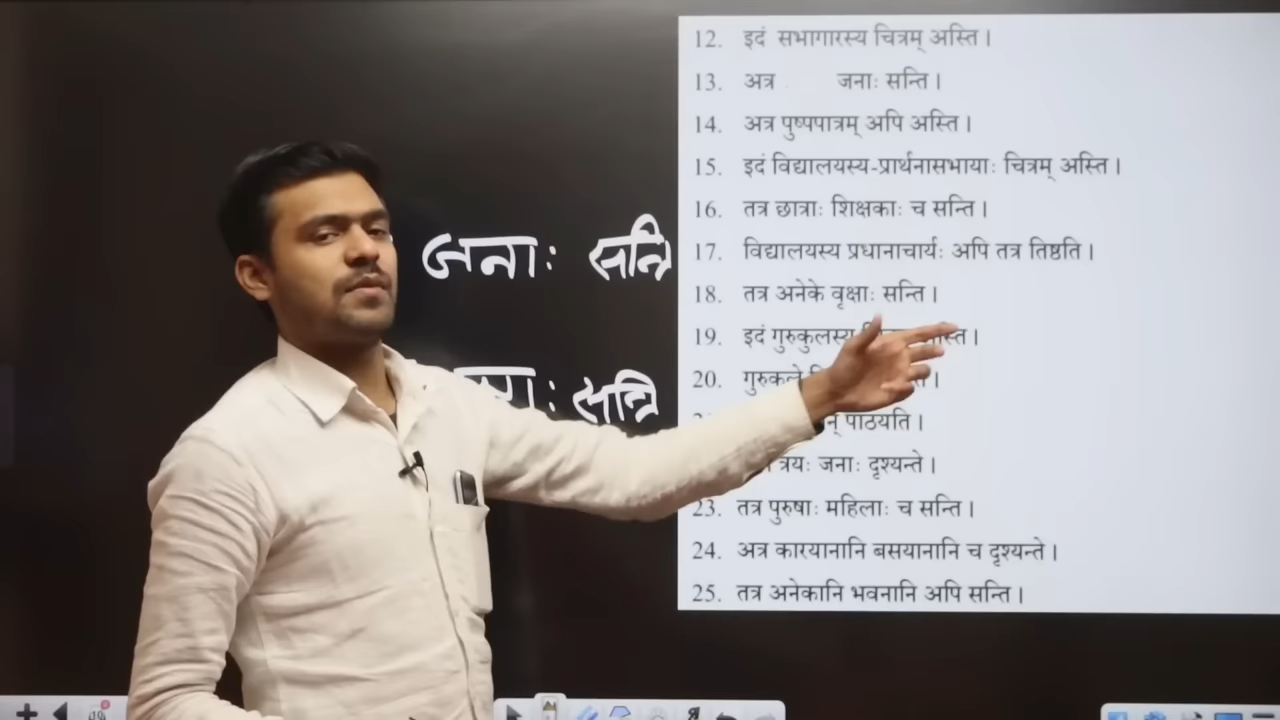 जनाः सन्ति
सन्ति
12. इदं सभागारस्य चित्रम् अस्ति।
13. अत्र जनाः सन्ति।
14. अत्र पुष्पपात्रम् अपि अस्ति।
15. इदं विद्यालयस्य-प्रार्थनासभायाः चित्रम् अस्ति।
16. तत्र छात्राः शिक्षकाः च सन्ति।
17. विद्यालयस्य प्रधानाचार्यः अपि तत्र तिष्ठति।
18. तत्र अनेके वृक्षाः सन्ति।
19. इदं गुरुकुलस्य
20. गुरुकुले
पाठयति।
त्रयः जनाः दृश्यन्ते।
23. तत्र पुरुषाः महिलाः च सन्ति।
24. अत्र कारयानानि बसयानानि च दृश्यन्ते।
25. तत्र अनेकानि भवनानि अपि सन्ति।